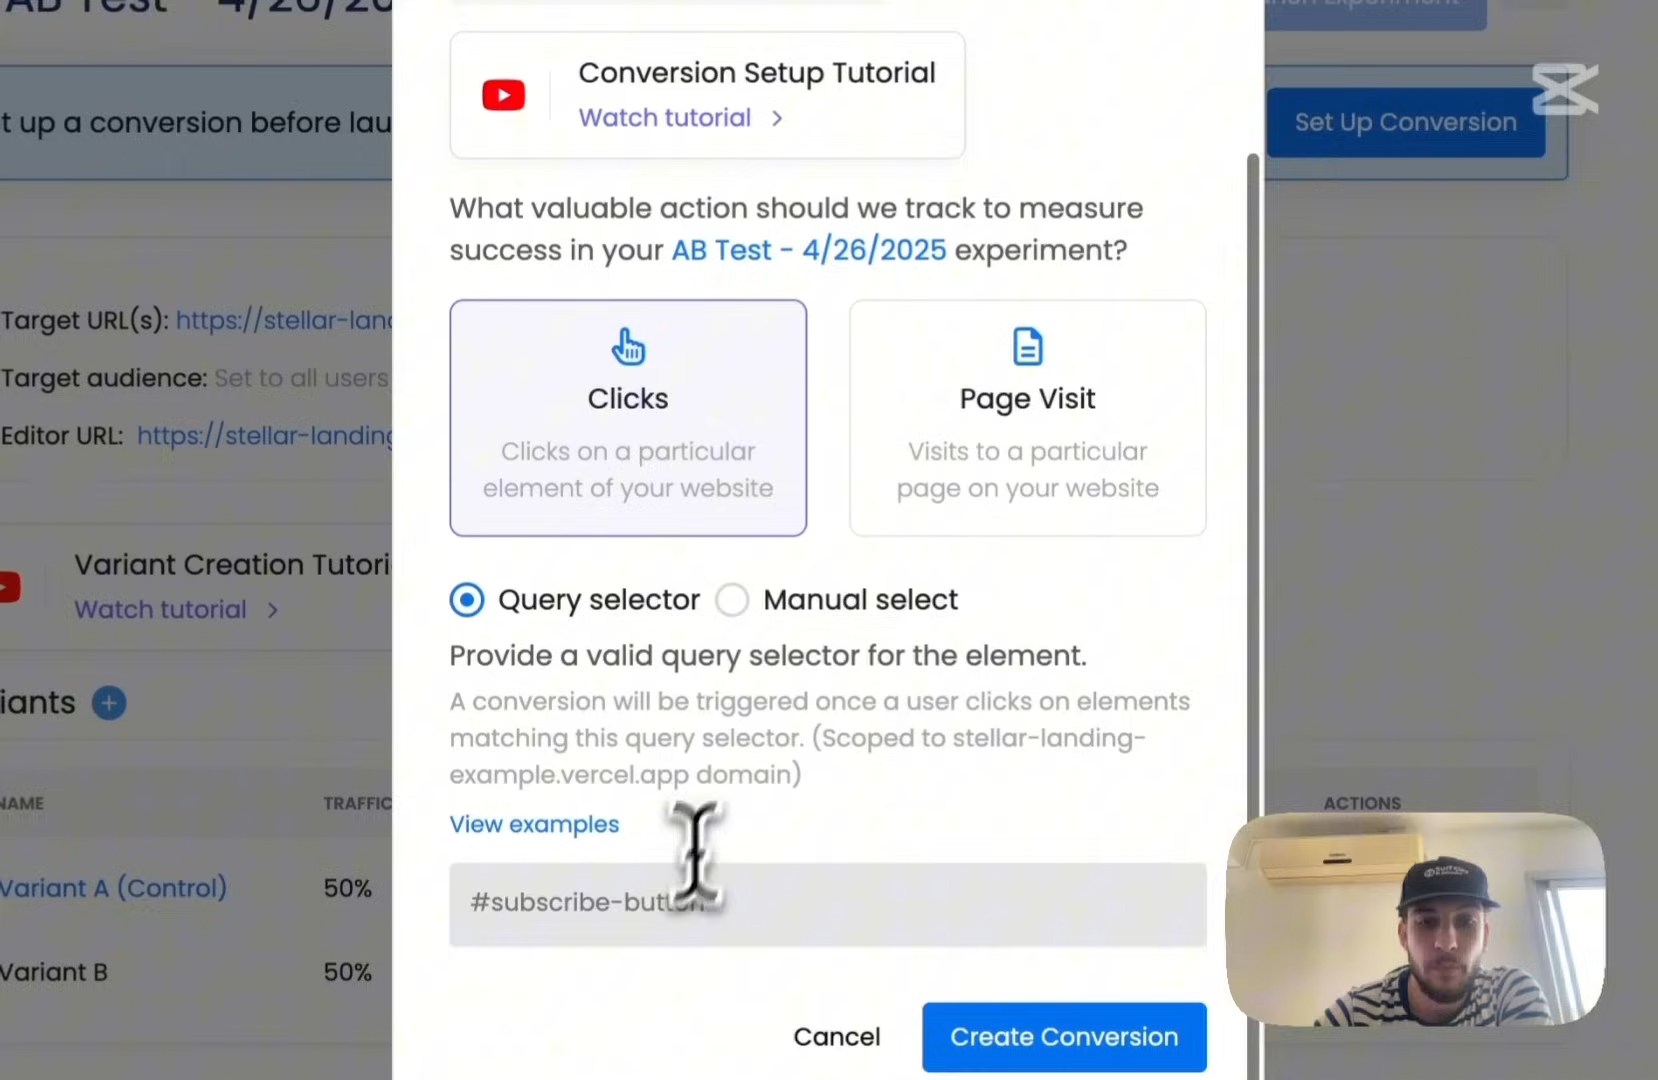 t up a conversion before lau
Set Up Conversion
Conversion Setup Tutorial
Watch tutorial >
What valuable action should we track to measure
success in your AB Test - 4/26/2025 experiment?
Target URL(s): https://stellar-land
Target audience: Set to all users
Editor URL: https://stellar-landing
Clicks
Clicks on a particular
element of your website
Page Visit
Visits to a particular
page on your website
Variant Creation Tutori
Watch tutorial >
Query selector
Manual select
Provide a valid query selector for the element.
A conversion will be triggered once a user clicks on elements
matching this query selector. (Scoped to stellar-landing-
example.vercel.app domain)
View examples
iants +
NAME
TRAFFIC
ACTIONS
Variant A (Control)
50%
#subscribe-button
Variant B
50%
Cancel
Create Conversion